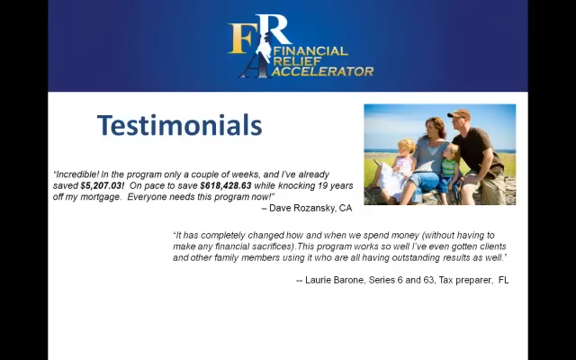 FR
FINANCIAL
RELIEF
ACCELERATOR
Testimonials
“Incredible! In the program only a couple of weeks, and I’ve already
saved $5,207.03!  On pace to save $618,428.63 while knocking 19 years
off my mortgage.  Everyone needs this program now!”
– Dave Rozansky, CA
“It has completely changed how and when we spend money (without having to
make any financial sacrifices).This program works so well I’ve even gotten clients
and other family members using it who are all having outstanding results as well.”
-- Laurie Barone, Series 6 and 63, Tax preparer,  FL